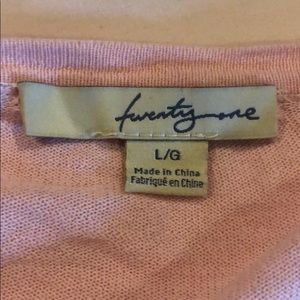 twenty one
L/G
Made in China
Fabriqué en Chine